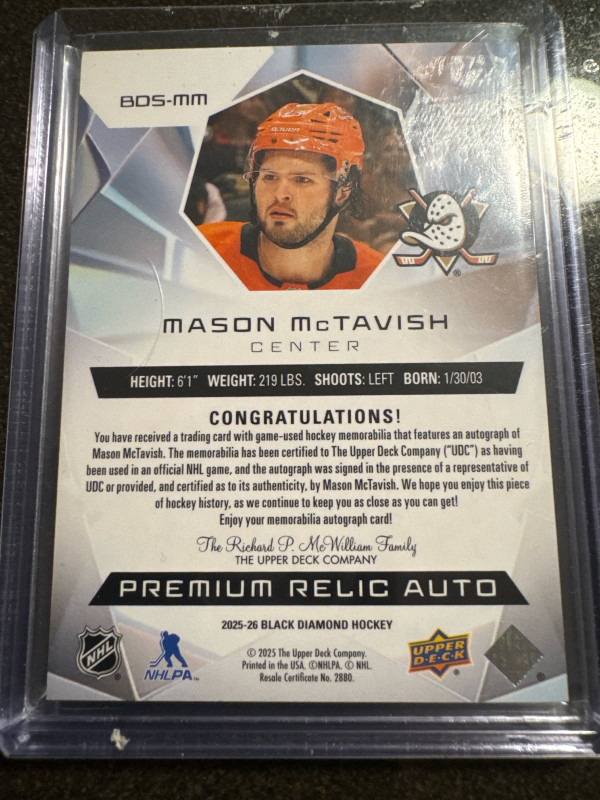 BDS-MM
BAUER
MASON McTAVISH
CENTER
HEIGHT: 6'1" WEIGHT: 219 LBS. SHOOTS: LEFT BORN: 1/30/03
CONGRATULATIONS!
You have received a trading card with game-used hockey memorabilia that features an autograph of
Mason McTavish. The memorabilia has been certified to The Upper Deck Company ("UDC") as having
been used in an official NHL game, and the autograph was signed in the presence of a representative of
UDC or provided, and certified as to its authenticity, by Mason McTavish. We hope you enjoy this piece
of hockey history, as we continue to keep you as close as you can get!
Enjoy your memorabilia autograph card!
The Richard P. McWilliam Family
THE UPPER DECK COMPANY
PREMIUM RELIC AUTO
2025-26 BLACK DIAMOND HOCKEY
NHL
NHLPA
© 2025 The Upper Deck Company.
Printed in the USA. ©NHLPA. © NHL.
Resale Certificate No. 2880.
UPPER
DECK